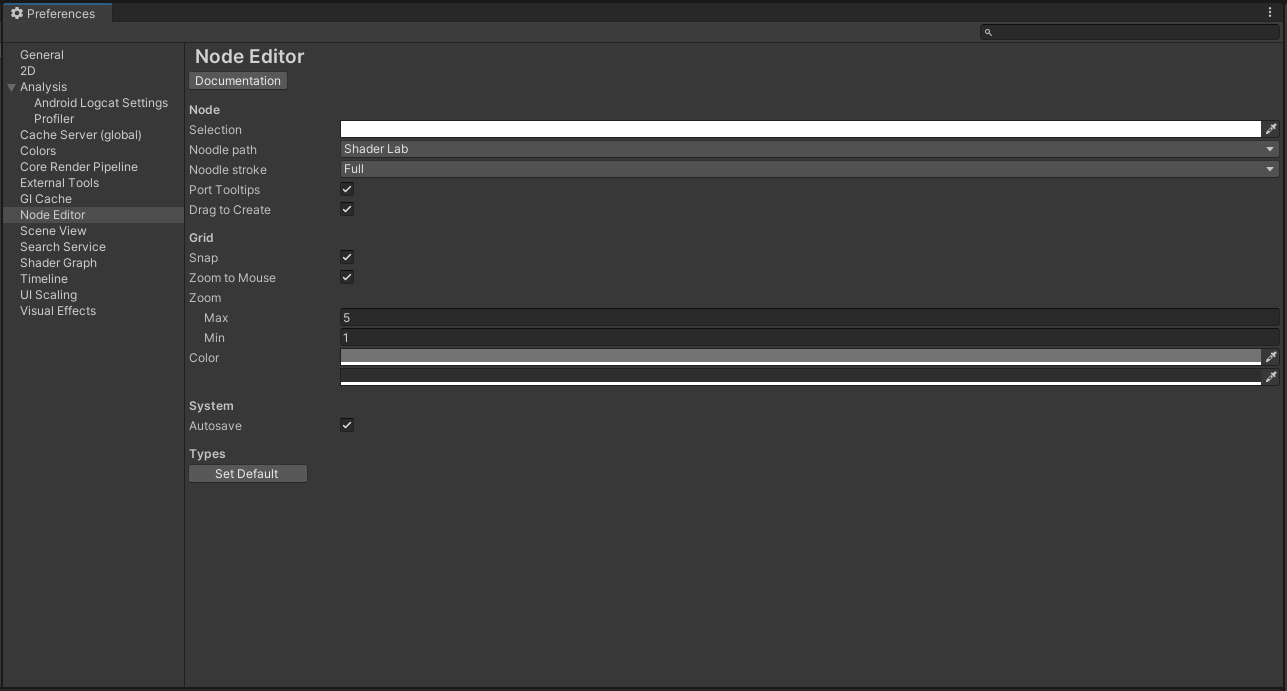 Preferences
General
2D
Analysis
Android Logcat Settings
Profiler
Cache Server (global)
Colors
Core Render Pipeline
External Tools
GI Cache
Node Editor
Scene View
Search Service
Shader Graph
Timeline
UI Scaling
Visual Effects
Node Editor
Documentation
Node
Selection
Noodle path Shader Lab
Noodle stroke Full
Port Tooltips
Drag to Create
Grid
Snap
Zoom to Mouse
Zoom
Max 5
Min 1
Color
System
Autosave
Types
Set Default